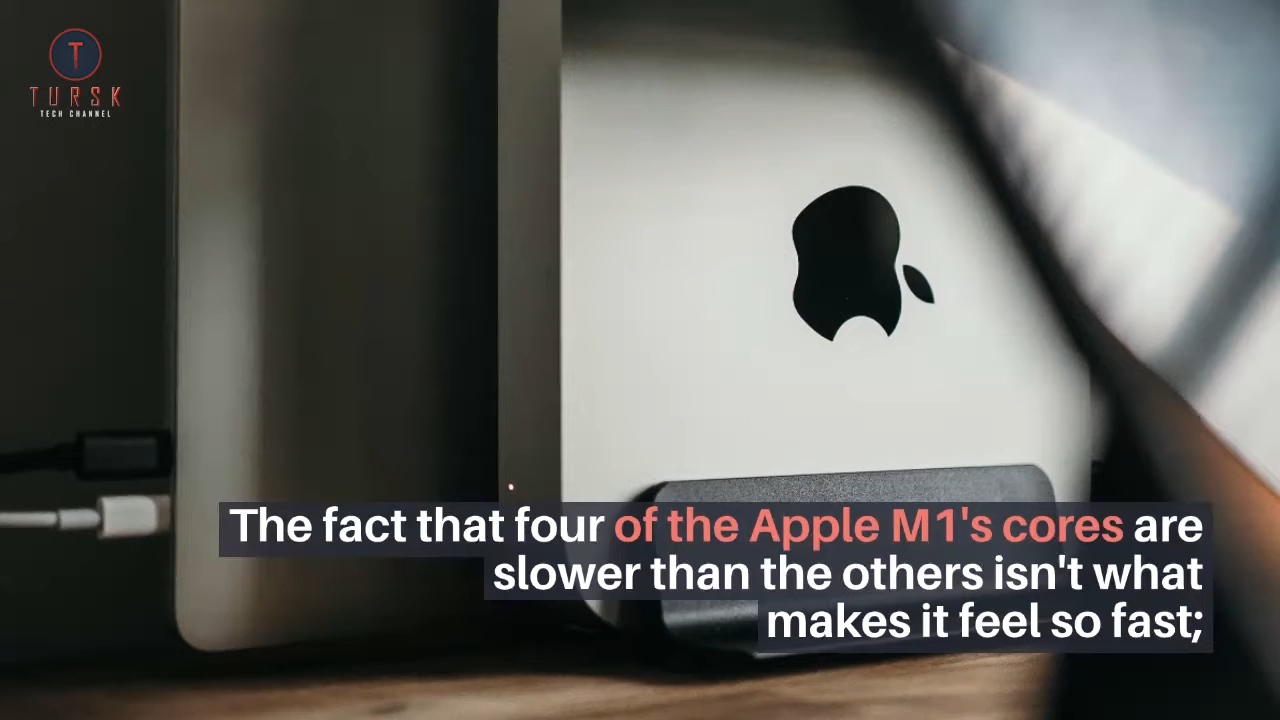 T
TURSK
TECH CHANNEL
The fact that four of the Apple M1's cores are
slower than the others isn't what
makes it feel so fast;